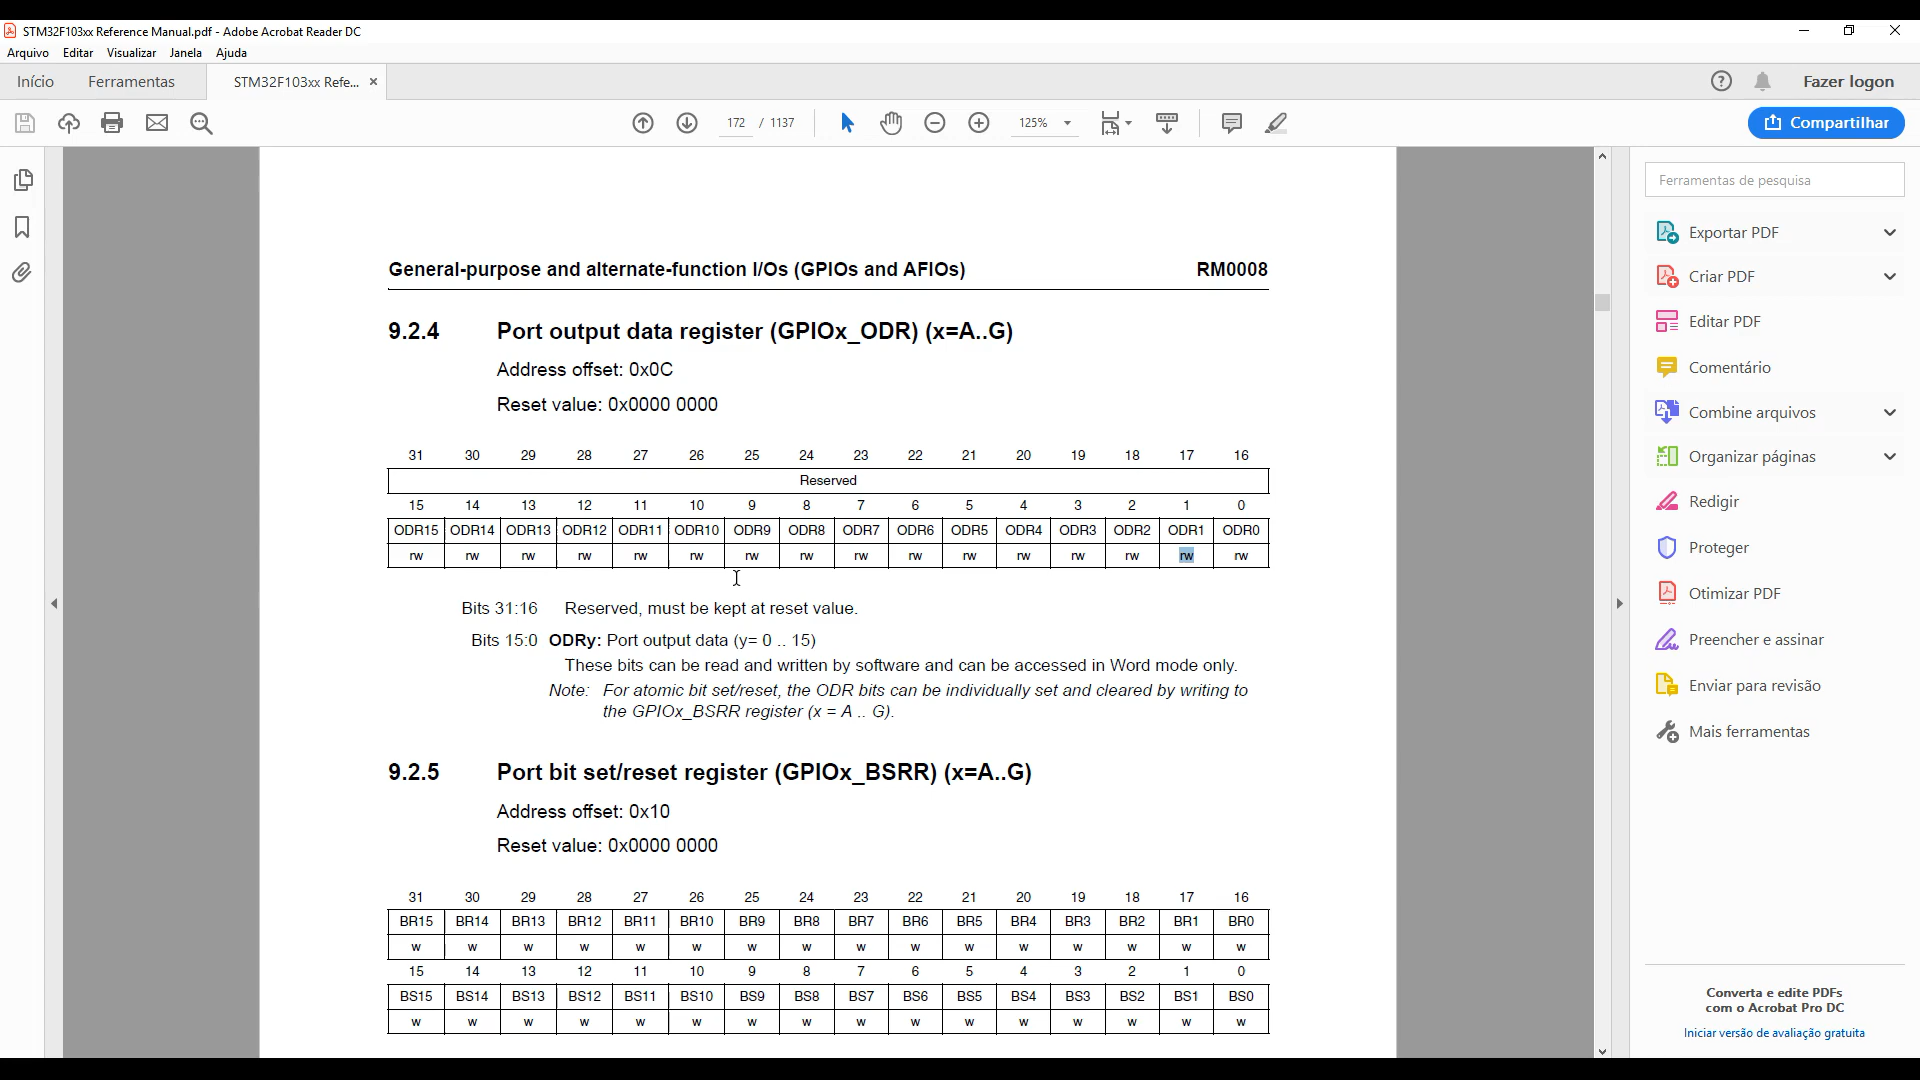 STM32F103xx Reference Manual.pdf - Adobe Acrobat Reader DC
Arquivo Editar Visualizar Janela Ajuda
Início Ferramentas STM32F103xx Refe... Fazer logon
172 / 1137 125% Compartilhar
General-purpose and alternate-function I/Os (GPIOs and AFIOs) RM0008
9.2.4 Port output data register (GPIOx_ODR) (x=A..G)
Address offset: 0x0C
Reset value: 0x0000 0000
31 30 29 28 27 26 25 24 23 22 21 20 19 18 17 16
Reserved
15 14 13 12 11 10 9 8 7 6 5 4 3 2 1 0
ODR15 ODR14 ODR13 ODR12 ODR11 ODR10 ODR9 ODR8 ODR7 ODR6 ODR5 ODR4 ODR3 ODR2 ODR1 ODR0
rw rw rw rw rw rw rw rw rw rw rw rw rw rw rw rw
Bits 31:16 Reserved, must be kept at reset value.
Bits 15:0 ODRy: Port output data (y= 0 .. 15)
These bits can be read and written by software and can be accessed in Word mode only.
Note: For atomic bit set/reset, the ODR bits can be individually set and cleared by writing to
the GPIOx_BSRR register (x = A .. G).
9.2.5 Port bit set/reset register (GPIOx_BSRR) (x=A..G)
Address offset: 0x10
Reset value: 0x0000 0000
31 30 29 28 27 26 25 24 23 22 21 20 19 18 17 16
BR15 BR14 BR13 BR12 BR11 BR10 BR9 BR8 BR7 BR6 BR5 BR4 BR3 BR2 BR1 BR0
w w w w w w w w w w w w w w w w
15 14 13 12 11 10 9 8 7 6 5 4 3 2 1 0
BS15 BS14 BS13 BS12 BS11 BS10 BS9 BS8 BS7 BS6 BS5 BS4 BS3 BS2 BS1 BS0
w w w w w w w w w w w w w w w w
Ferramentas de pesquisa
Exportar PDF
Criar PDF
Editar PDF
Comentário
Combine arquivos
Organizar páginas
Redigir
Proteger
Otimizar PDF
Preencher e assinar
Enviar para revisão
Mais ferramentas
Converta e edite PDFs
com o Acrobat Pro DC
Iniciar versão de avaliação gratuita